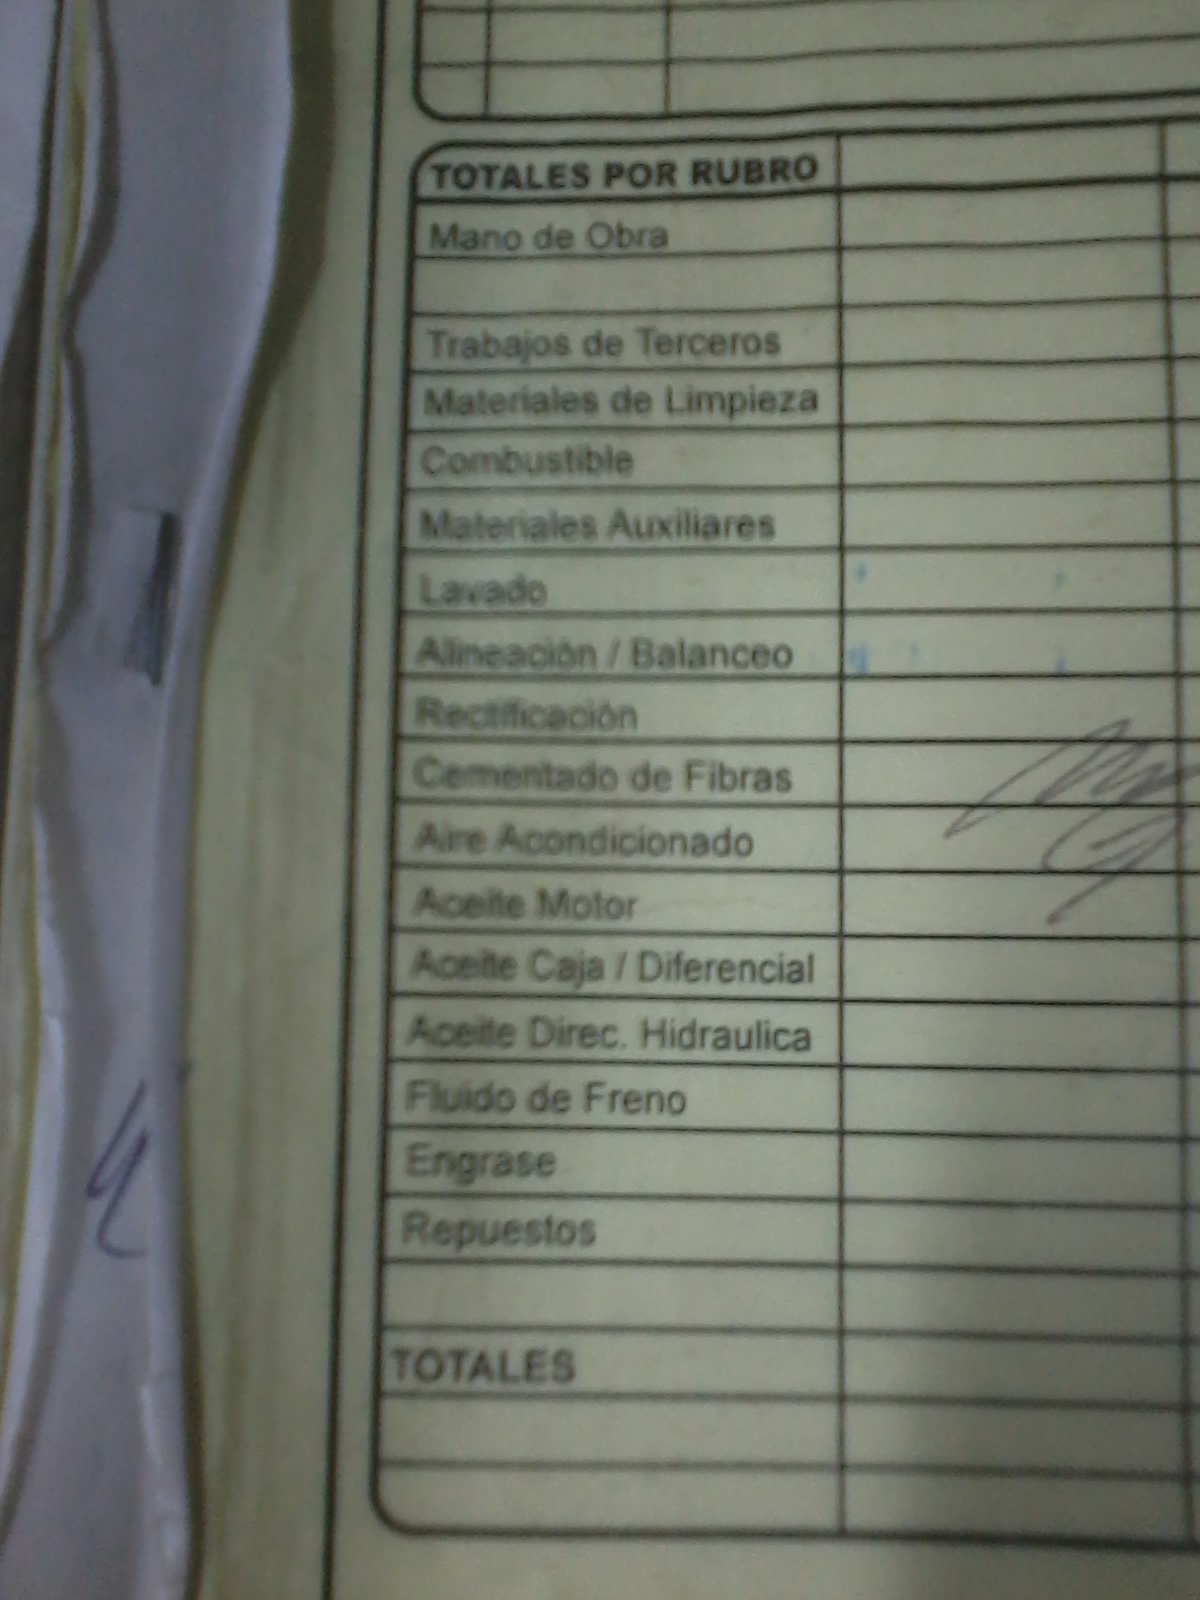 TOTALES POR RUBRO
Mano de Obra
Trabajos de Terceros
Materiales de Limpieza
Combustible
Materiales Auxiliares
Lavado
Alineación / Balanceo
Rectificación
Cementado de Fibras
Aire Acondicionado
Aceite Motor
Aceite Caja / Diferencial
Aceite Direc. Hidraulica
Fluido de Freno
Engrase
Repuestos
TOTALES